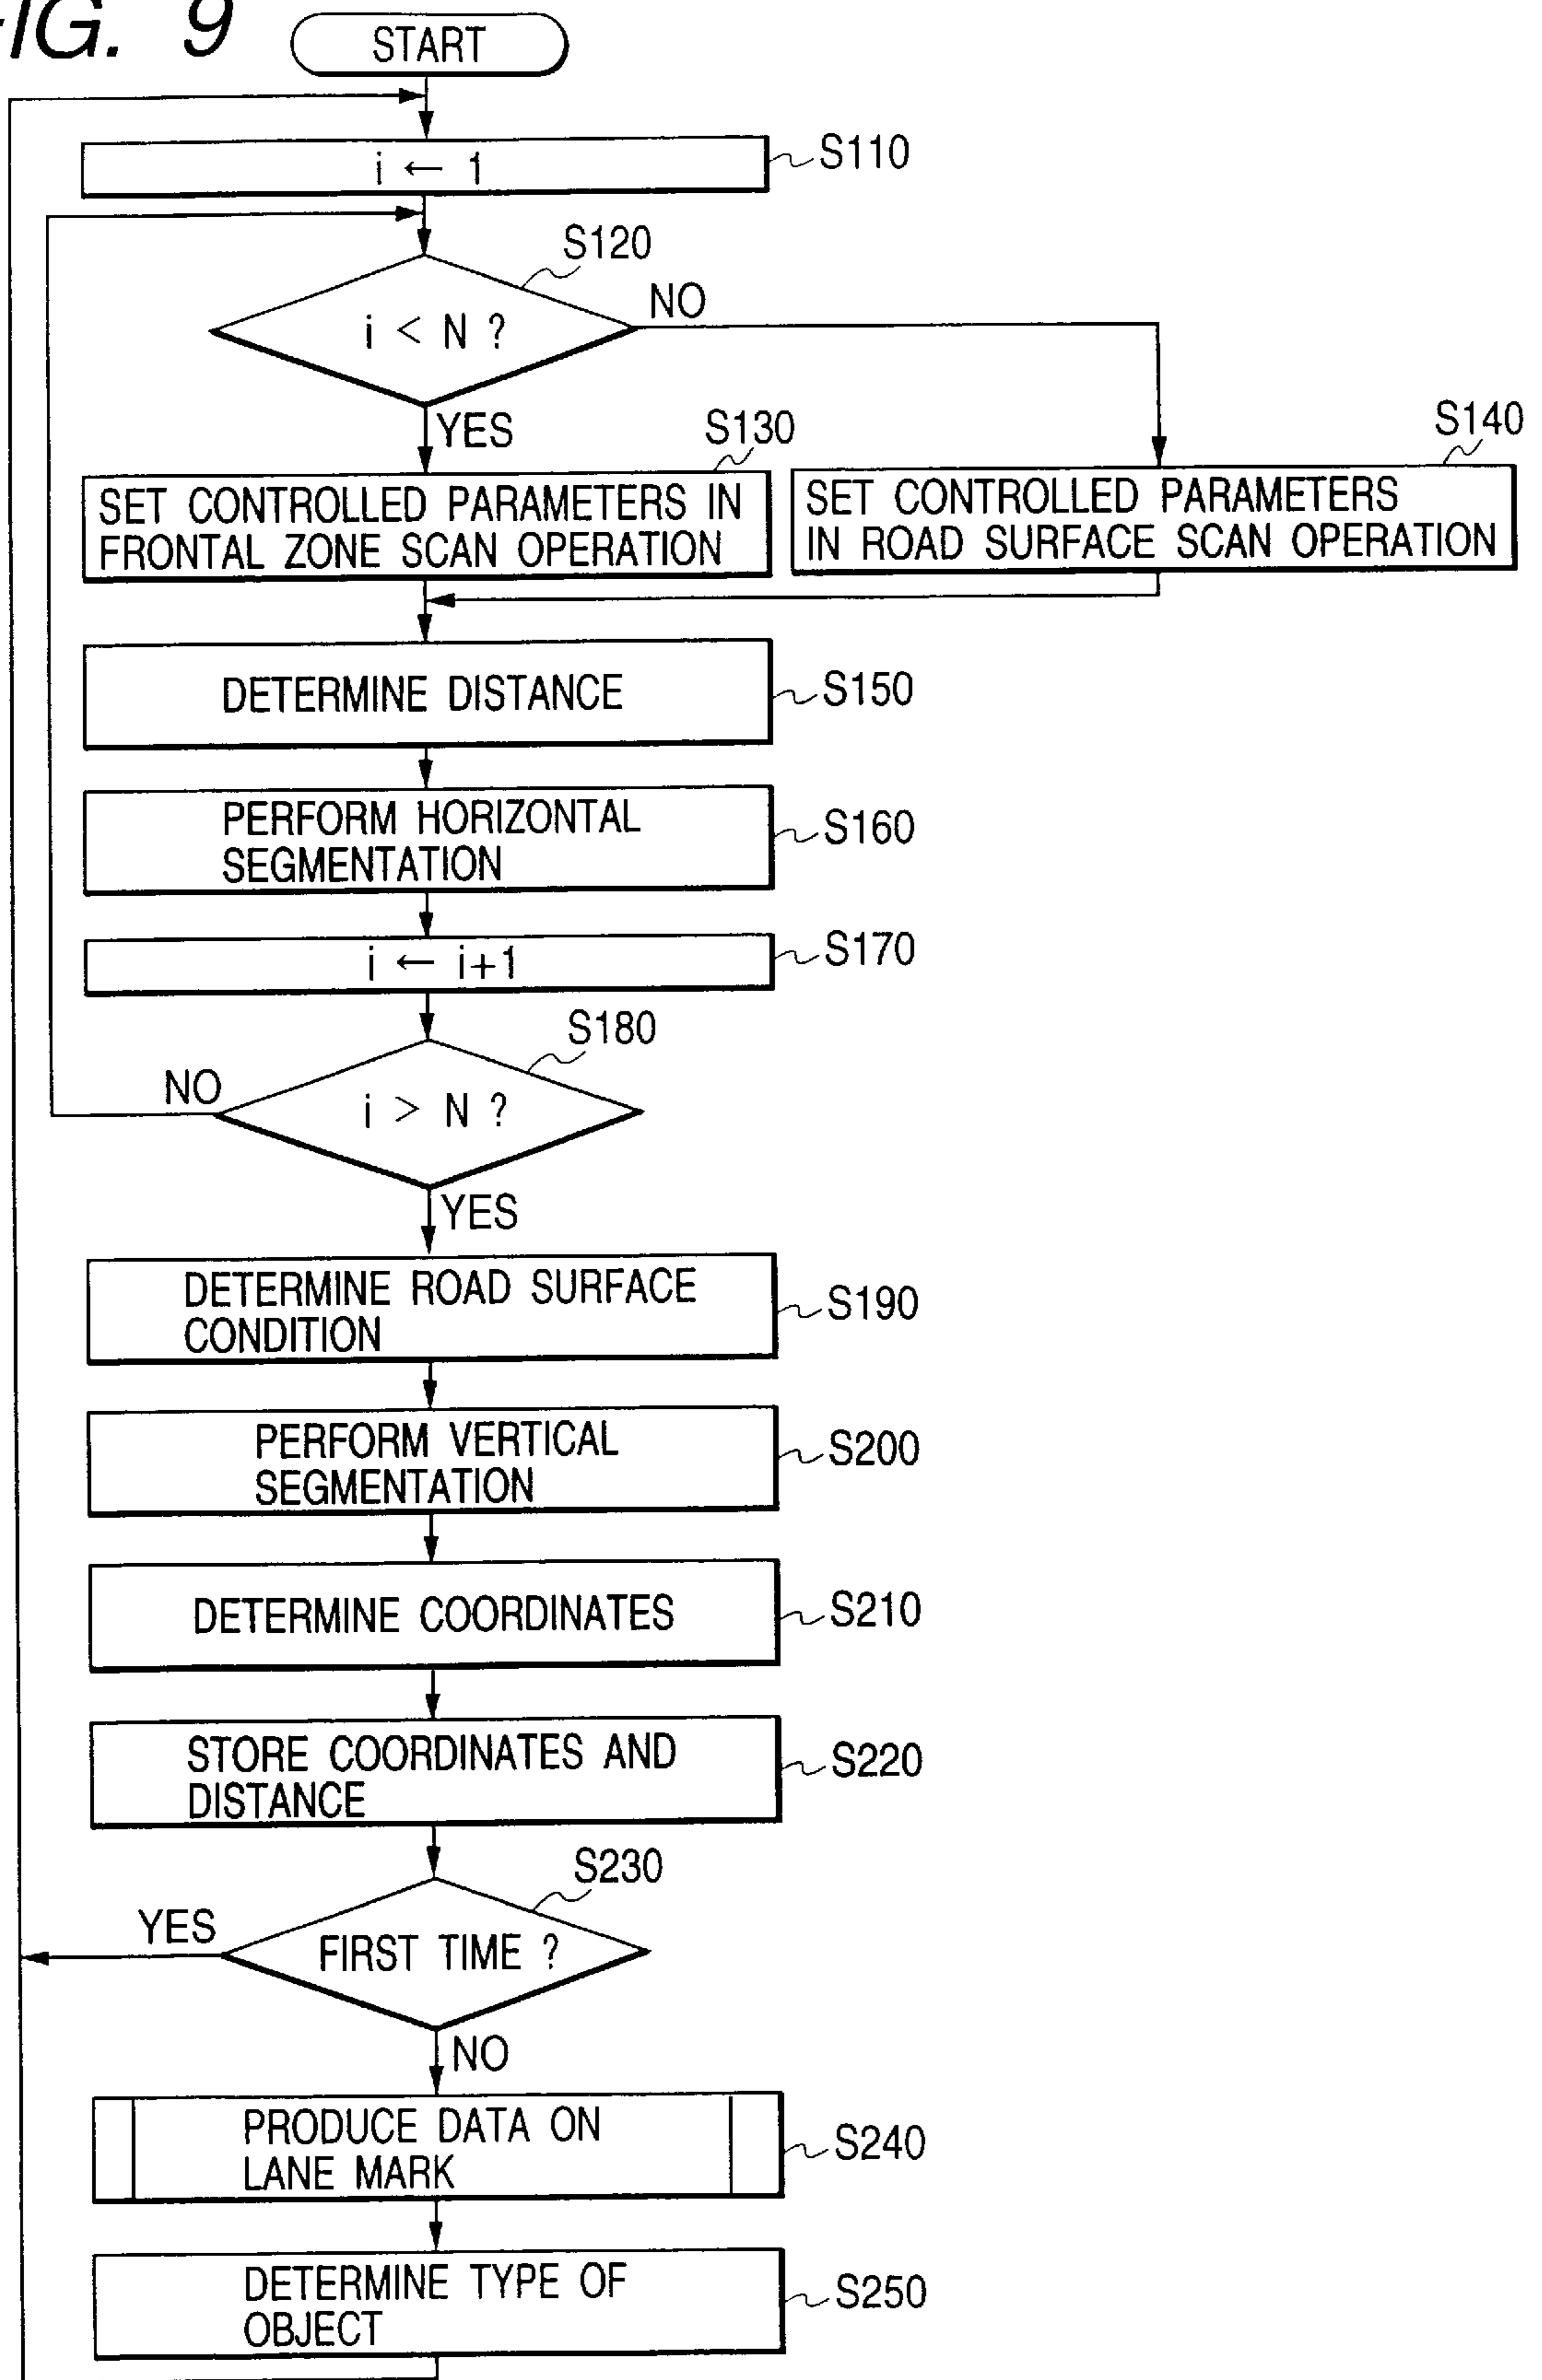 FIG. 9
START
i ← 1
S110
S120
i < N ?
NO
YES
S130
SET CONTROLLED PARAMETERS IN
FRONTAL ZONE SCAN OPERATION
S140
SET CONTROLLED PARAMETERS
IN ROAD SURFACE SCAN OPERATION
DETERMINE DISTANCE
S150
PERFORM HORIZONTAL
SEGMENTATION
S160
i ← i+1
S170
S180
NO
i > N ?
YES
DETERMINE ROAD SURFACE
CONDITION
S190
PERFORM VERTICAL
SEGMENTATION
S200
DETERMINE COORDINATES
S210
STORE COORDINATES AND
DISTANCE
S220
S230
YES
FIRST TIME ?
NO
PRODUCE DATA ON
LANE MARK
S240
DETERMINE TYPE OF
OBJECT
S250